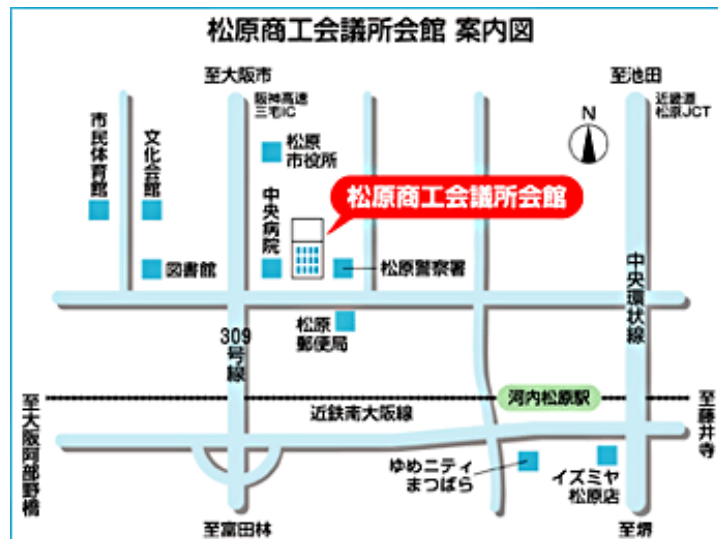 松原商工会議所会館 案内図
至大阪市
至池田
阪神高速
三宅IC
近畿道
松原JCT
N
市民体育館
文化会館
松原
市役所
松原商工会議所会館
中央病院
図書館
松原警察署
中央環状線
309号線
松原
郵便局
河内松原駅
近鉄南大阪線
至大阪阿部野橋
至藤井寺
ゆめニティ
まつばら
イズミヤ
松原店
至富田林
至堺